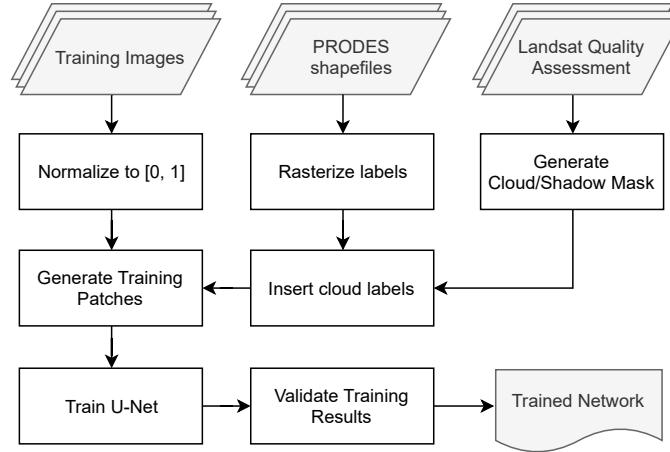 Training Images
PRODES
shapefiles
Landsat Quality
Assessment
Normalize to [0, 1]
Rasterize labels
Generate
Cloud/Shadow Mask
Generate Training
Patches
Insert cloud labels
Train U-Net
Validate Training
Results
Trained Network